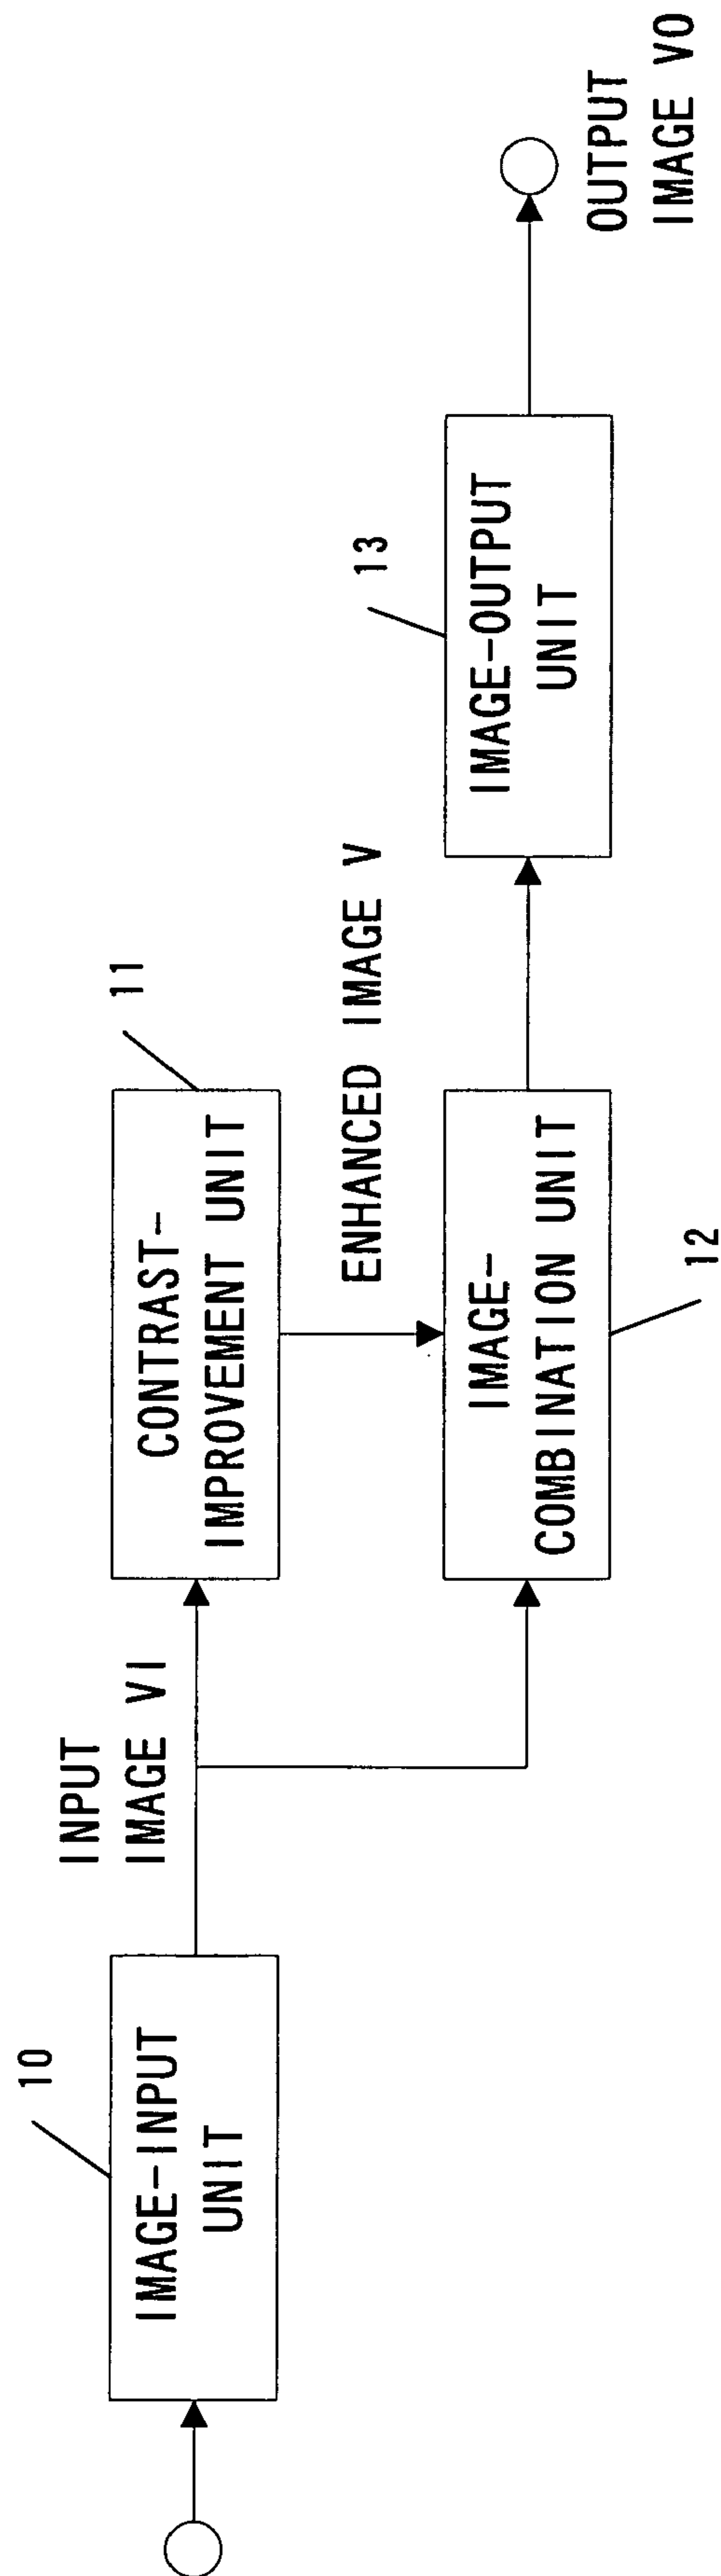 10
IMAGE-INPUT
UNIT
INPUT
IMAGE VI
11
CONTRAST-
IMPROVEMENT UNIT
ENHANCED IMAGE V
IMAGE-
COMBINATION UNIT
12
13
IMAGE-OUTPUT
UNIT
OUTPUT
IMAGE VO